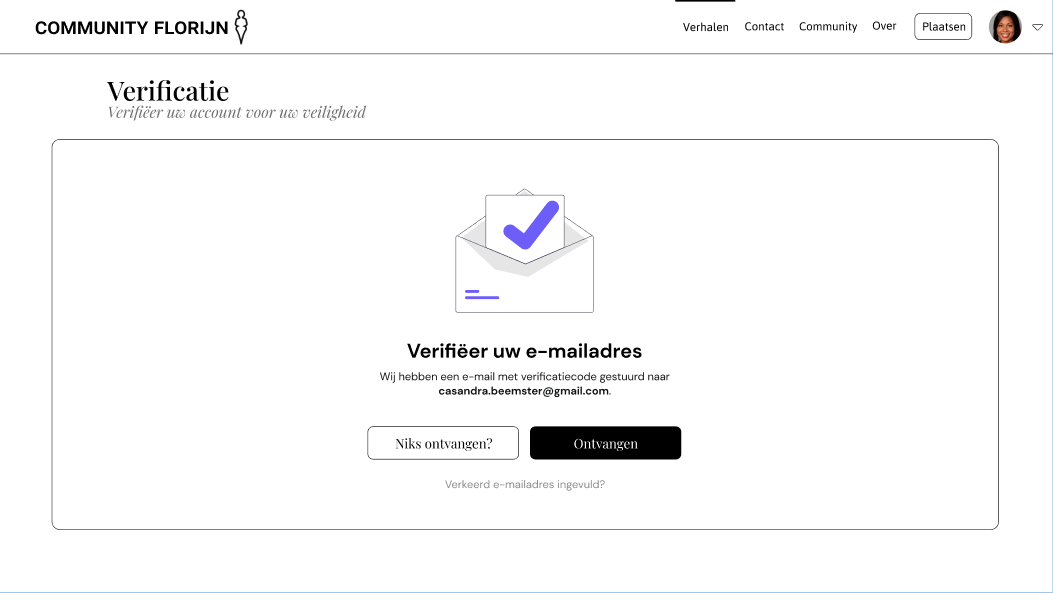 COMMUNITY FLORIJN
Verhalen
Contact
Community
Over
Plaatsen
Verificatie
Verifiëer uw account voor uw veiligheid
Verifiëer uw e-mailadres
Wij hebben een e-mail met verificatiecode gestuurd naar
casandra.beemster@gmail.com.
Niks ontvangen?
Ontvangen
Verkeerd e-mailadres ingevuld?